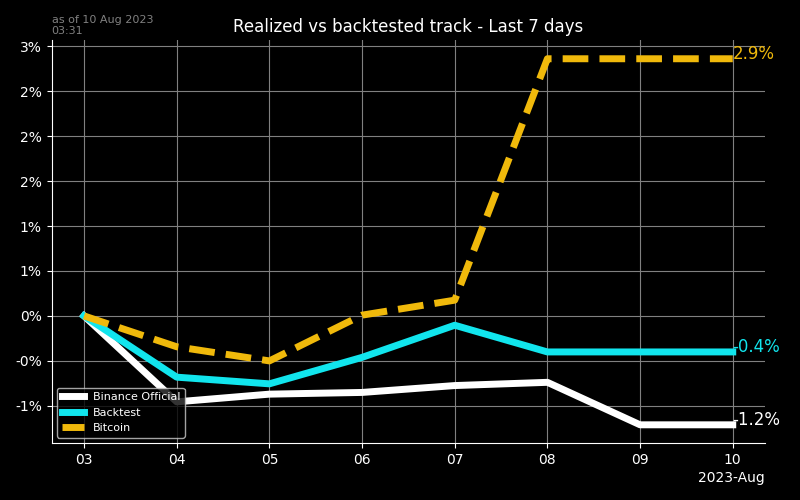 as of 10 Aug 2023
03:31
Realized vs backtested track - Last 7 days
3%
2%
2%
2%
1%
1%
0%
-0%
-1%
2.9%
-0.4%
-1.2%
Binance Official
Backtest
Bitcoin
03 04 05 06 07 08 09 10
2023-Aug